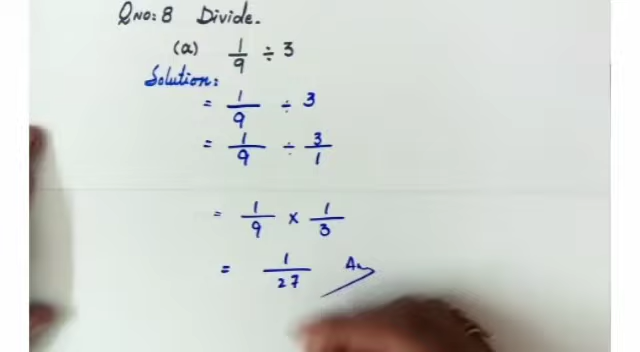 QNO:8 Divide.
(a) 1/9 ÷ 3
Solution:
= 1/9 ÷ 3
= 1/9 ÷ 3/1
= 1/9 × 1/3
= 1/27 Ans